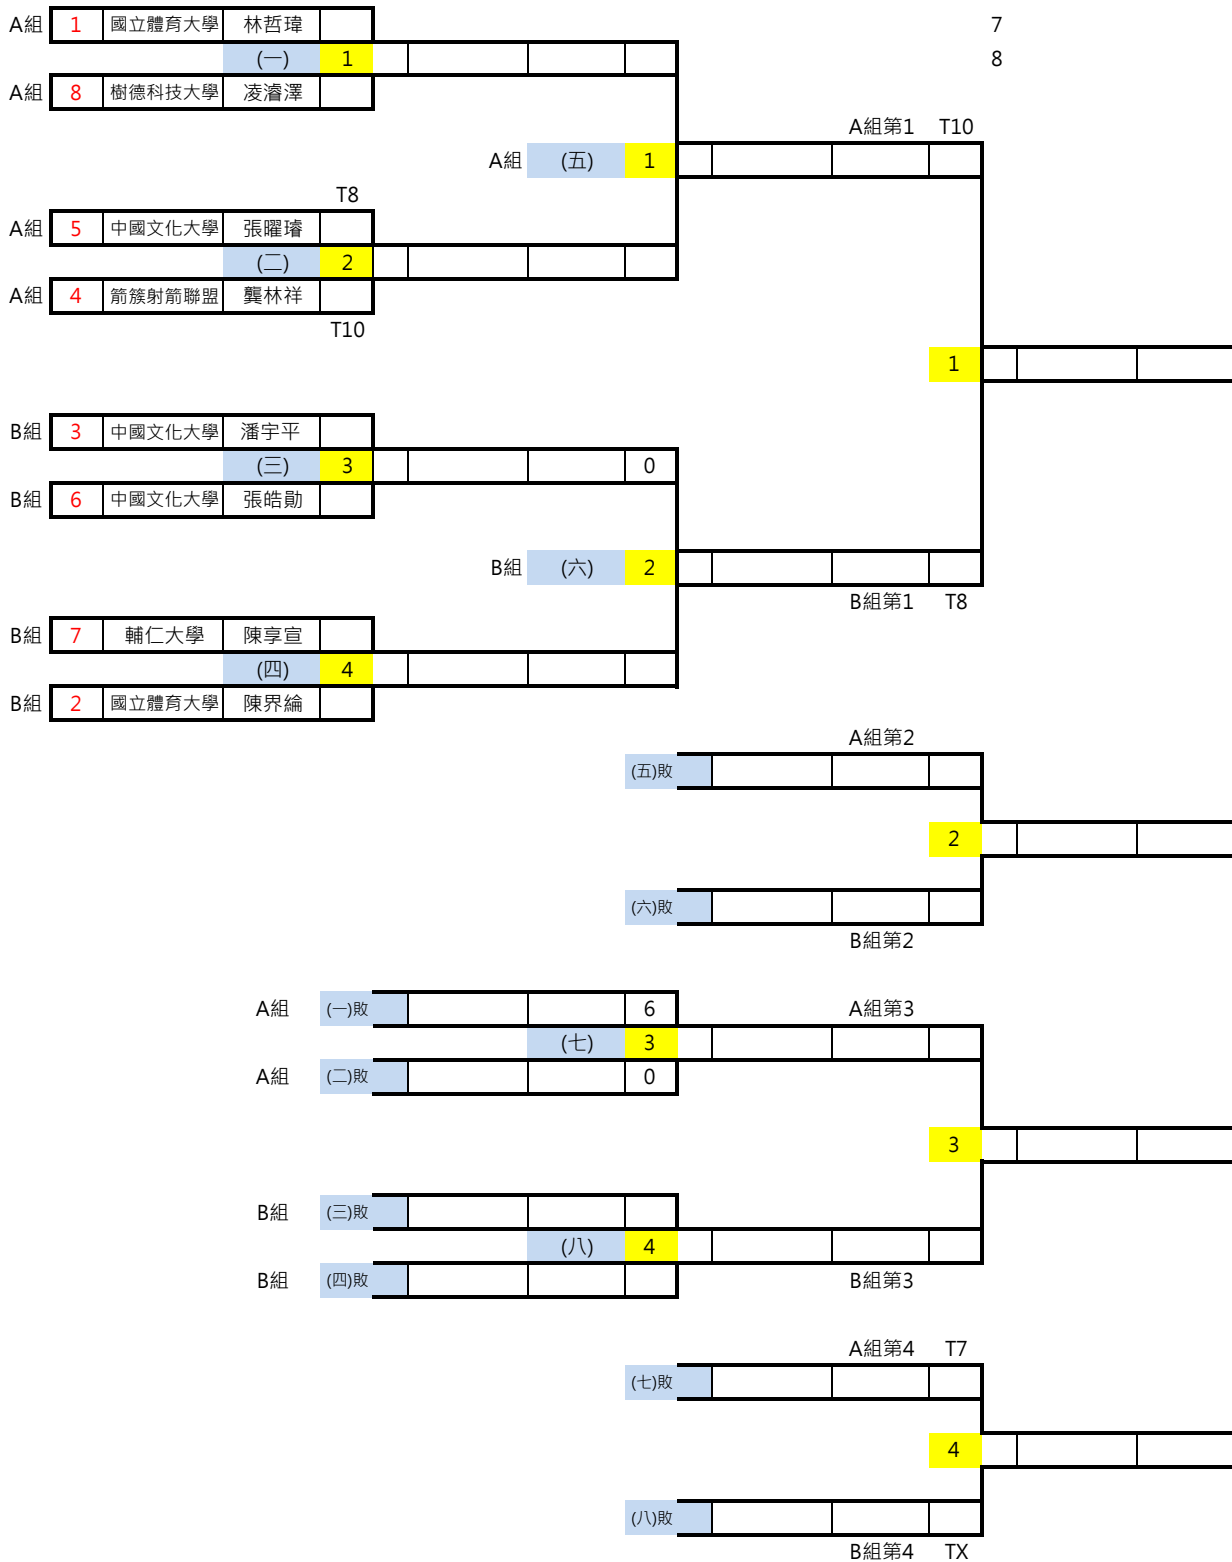 A組 1 國立體育大學 林哲瑋 7
(一) 1 8
A組 8 樹德科技大學 凌濬澤
A組第1 T10
A組 (五) 1
T8
A組 5 中國文化大學 張曜璿
(二) 2
A組 4 箭簇射箭聯盟 龔林祥
T10
1
B組 3 中國文化大學 潘宇平
(三) 3 0
B組 6 中國文化大學 張皓勛
B組 (六) 2
B組第1 T8
B組 7 輔仁大學 陳享宣
(四) 4
B組 2 國立體育大學 陳界綸
A組第2
(五)敗
2
(六)敗
B組第2
A組 (一)敗 6 A組第3
(七) 3
A組 (二)敗 0
3
B組 (三)敗
(八) 4
B組 (四)敗 B組第3
A組第4 T7
(七)敗
4
(八)敗
B組第4 TX